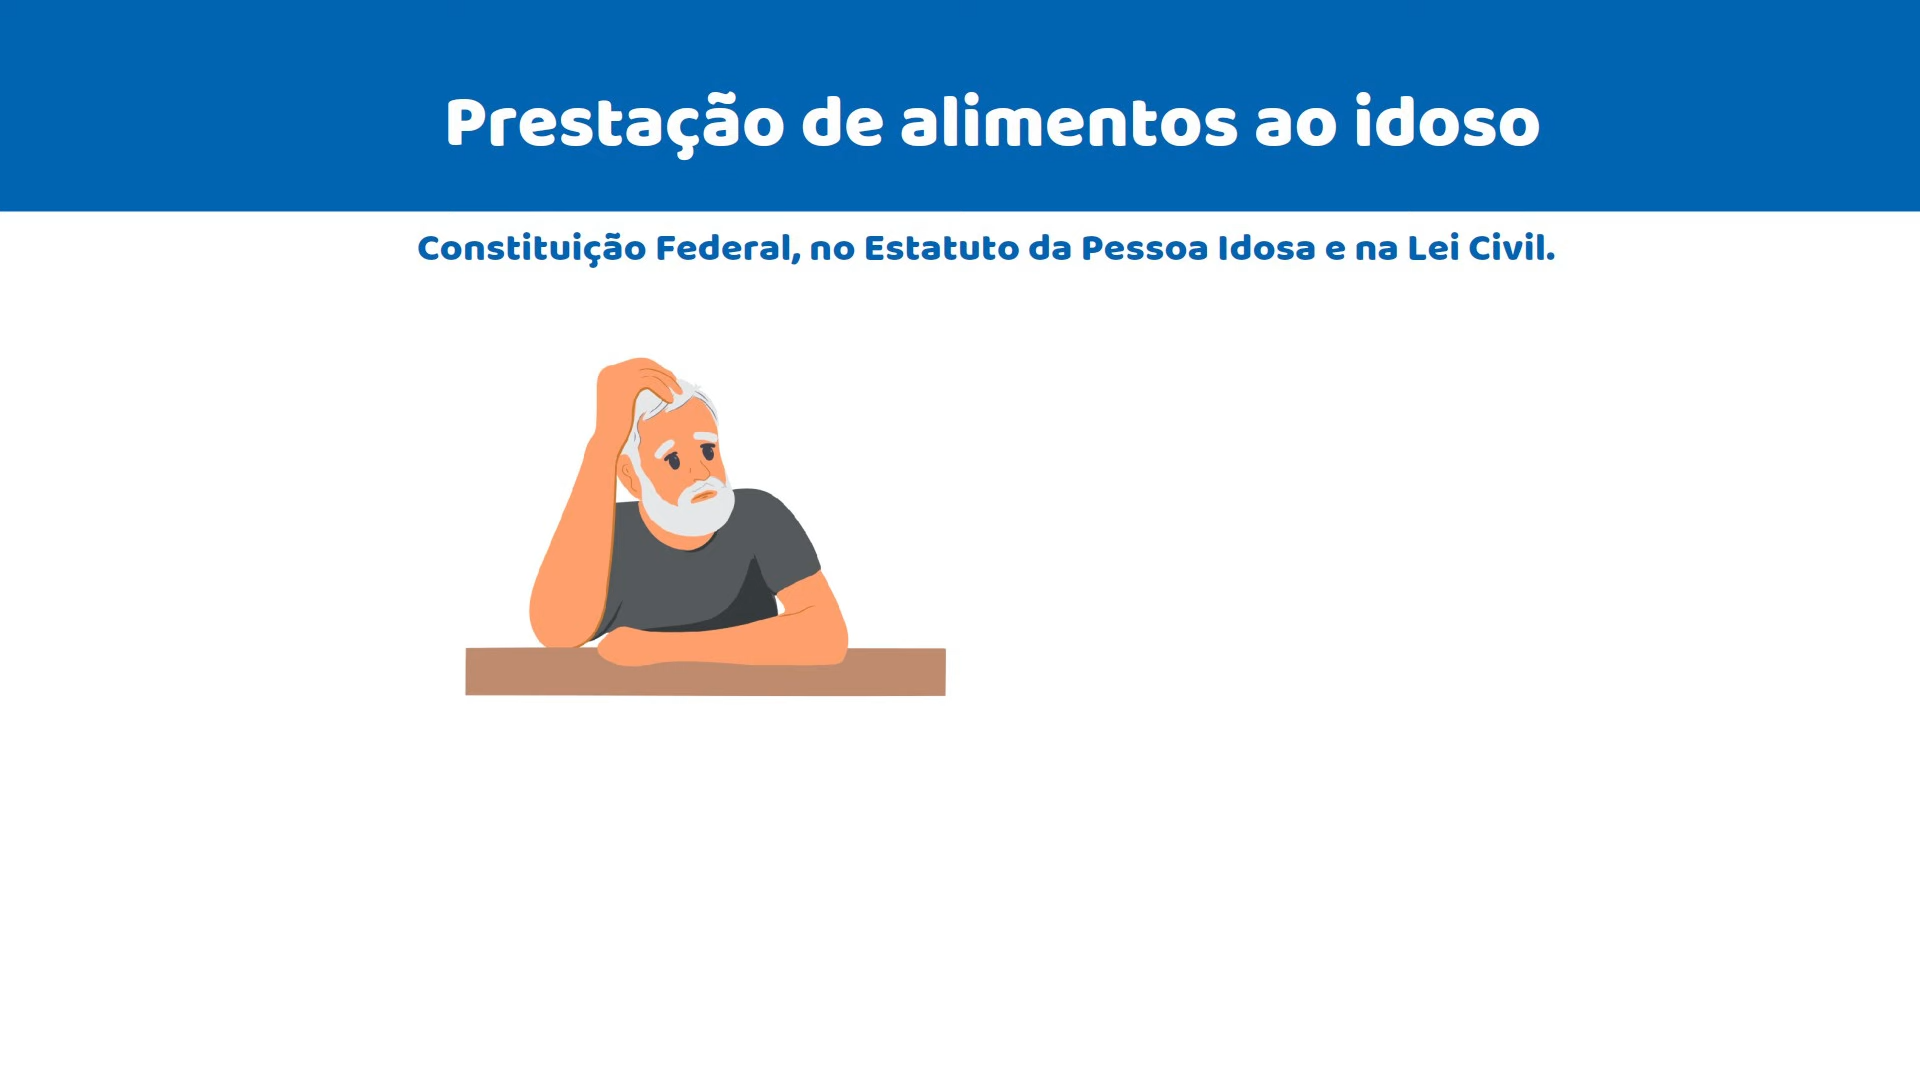 Prestação de alimentos ao idoso
Constituição Federal, no Estatuto da Pessoa Idosa e na Lei Civil.